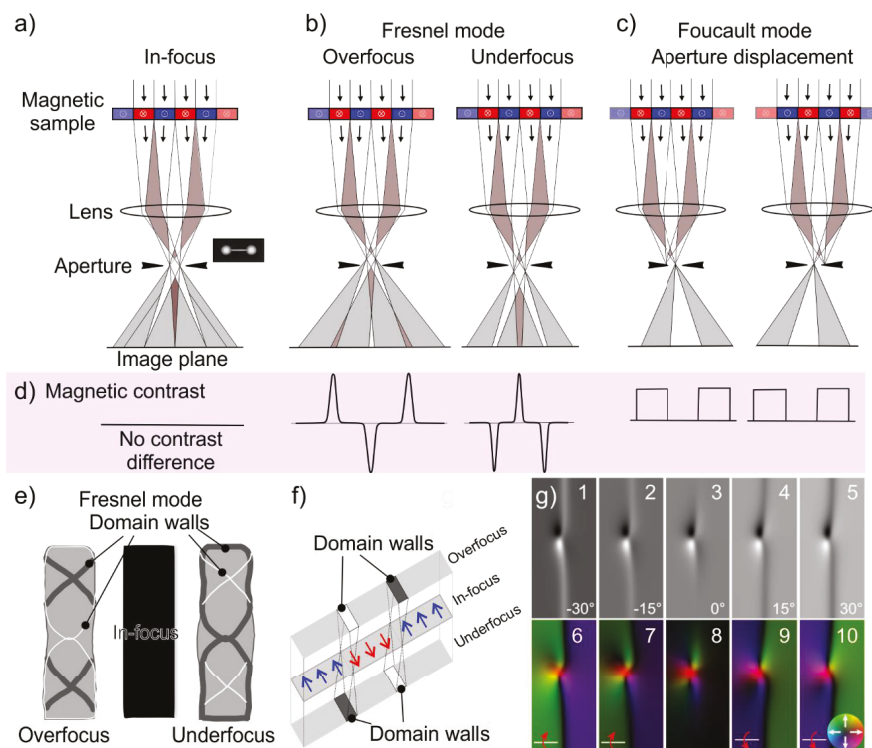 a)
In-focus
Magnetic
sample
Lens
Aperture
Image plane
b)
Fresnel mode
Overfocus
Underfocus
c)
Foucault mode
Aperture displacement
d)
Magnetic contrast
No contrast
difference
e)
Fresnel mode
Domain walls
In-focus
Overfocus
Underfocus
f)
Domain walls
Overfocus
In-focus
Underfocus
Domain walls
g)
1
2
3
4
5
-30°
-15°
0°
15°
30°
6
7
8
9
10